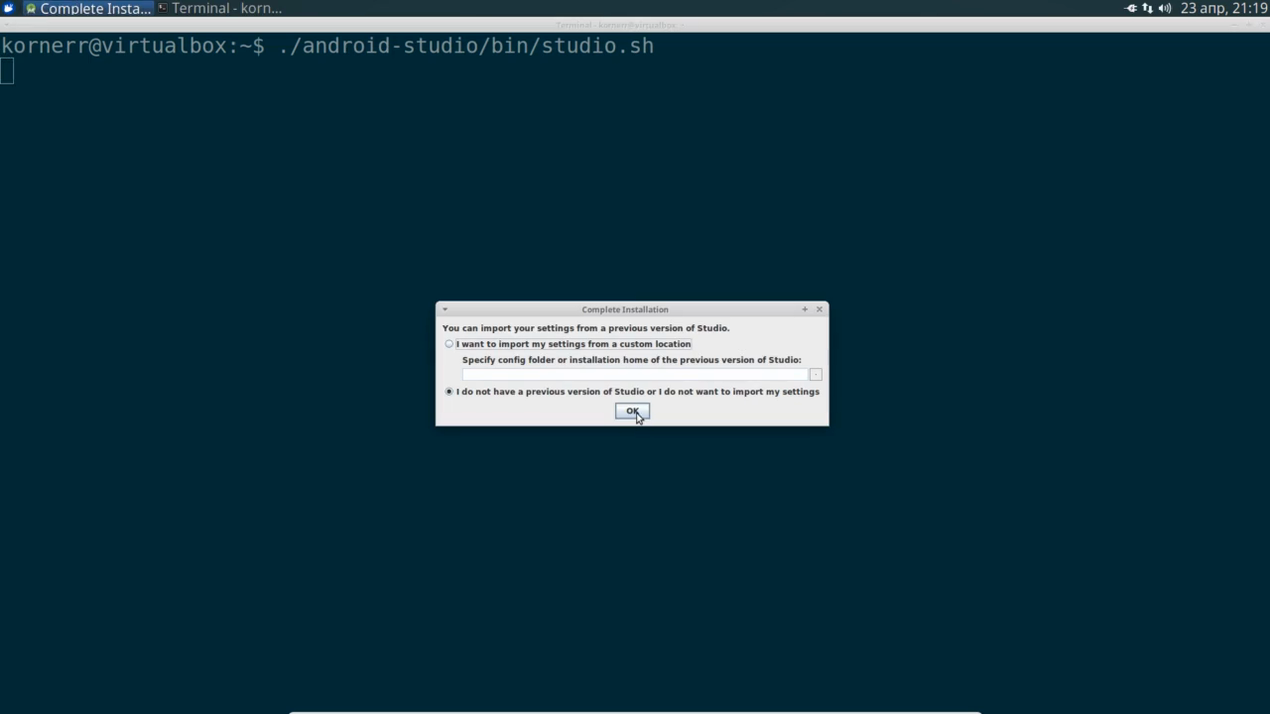 Complete Insta... Terminal - korn... 23 апр, 21:19
Terminal - kornerr@virtualbox: ~
kornerr@virtualbox:~$ ./android-studio/bin/studio.sh
Complete Installation
You can import your settings from a previous version of Studio.
I want to import my settings from a custom location
Specify config folder or installation home of the previous version of Studio:
I do not have a previous version of Studio or I do not want to import my settings
OK